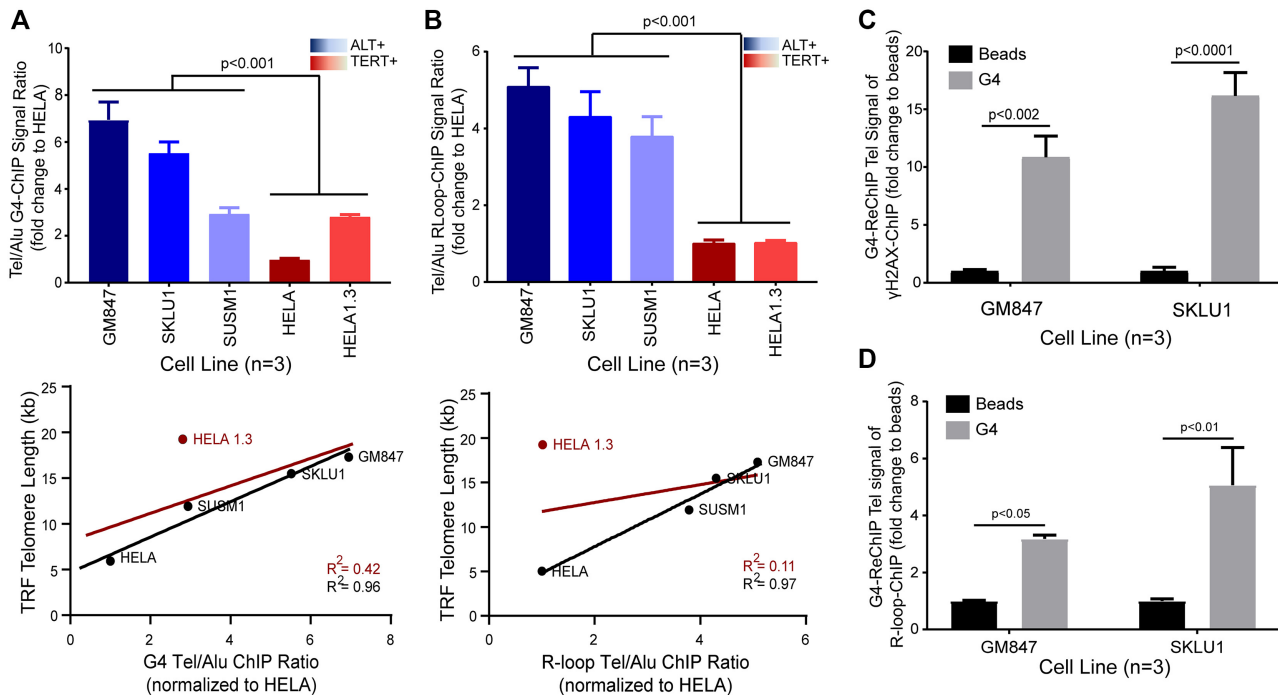 A
Tel/Alu G4-ChIP Signal Ratio
(fold change to HELA)
10
8
6
4
2
0
ALT+
TERT+
p<0.001
GM847
SKLU1
SUSM1
HELA
HELA1.3
Cell Line (n=3)
TRF Telomere Length (kb)
25
20
15
10
5
0
HELA 1.3
GM847
SKLU1
SUSM1
HELA
R2= 0.42
R2= 0.96
0
2
4
6
8
G4 Tel/Alu ChIP Ratio
(normalized to HELA)
B
Tel/Alu RLoop-ChIP Signal Ratio
(fold change to HELA)
6
4
2
0
p<0.001
ALT+
TERT+
GM847
SKLU1
SUSM1
HELA
HELA1.3
Cell Line (n=3)
TRF Telomere Length (kb)
25
20
15
10
5
0
HELA 1.3
GM847
SKLU1
SUSM1
HELA
R2= 0.11
R2= 0.97
0
2
4
6
R-loop Tel/Alu ChIP Ratio
(normalized to HELA)
C
G4-ReChIP Tel Signal of
γH2AX-ChIP (fold change to beads)
20
15
10
5
0
Beads
G4
p<0.002
p<0.0001
GM847
SKLU1
Cell Line (n=3)
D
G4-ReChIP Tel signal of
R-loop-ChIP (fold change to beads)
8
6
4
2
0
Beads
G4
p<0.05
p<0.01
GM847
SKLU1
Cell Line (n=3)